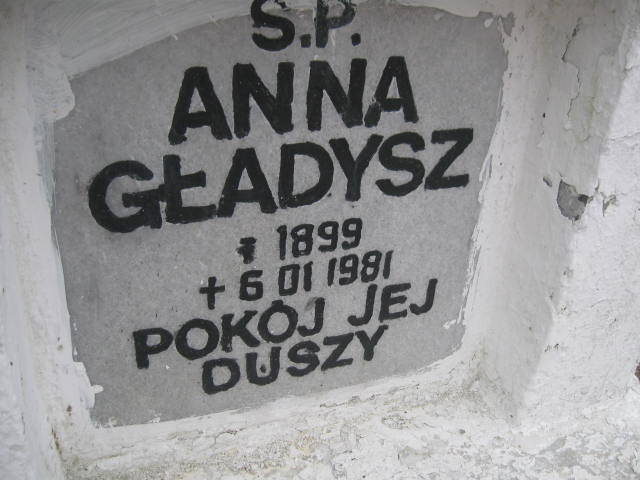 Ś.P.
ANNA
GŁADYSZ
* 1899
+ 6 01 1981
POKÓJ JEJ
DUSZY